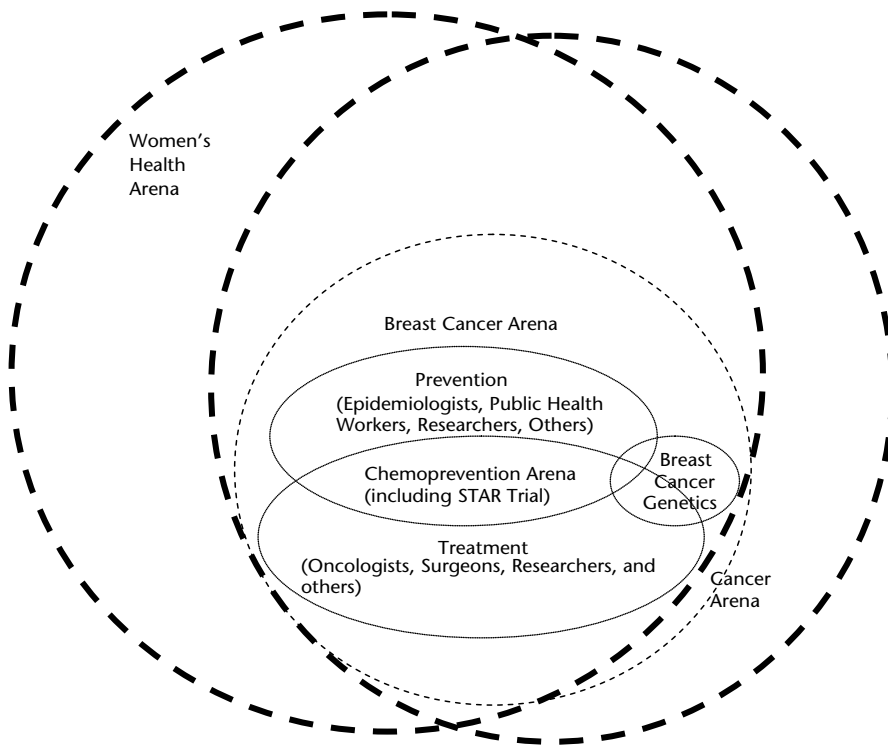 Women's
Health
Arena
Breast Cancer Arena
Prevention
(Epidemiologists, Public Health
Workers, Researchers, Others)
Chemoprevention Arena
(including STAR Trial)
Breast
Cancer
Genetics
Treatment
(Oncologists, Surgeons, Researchers, and
others)
Cancer
Arena